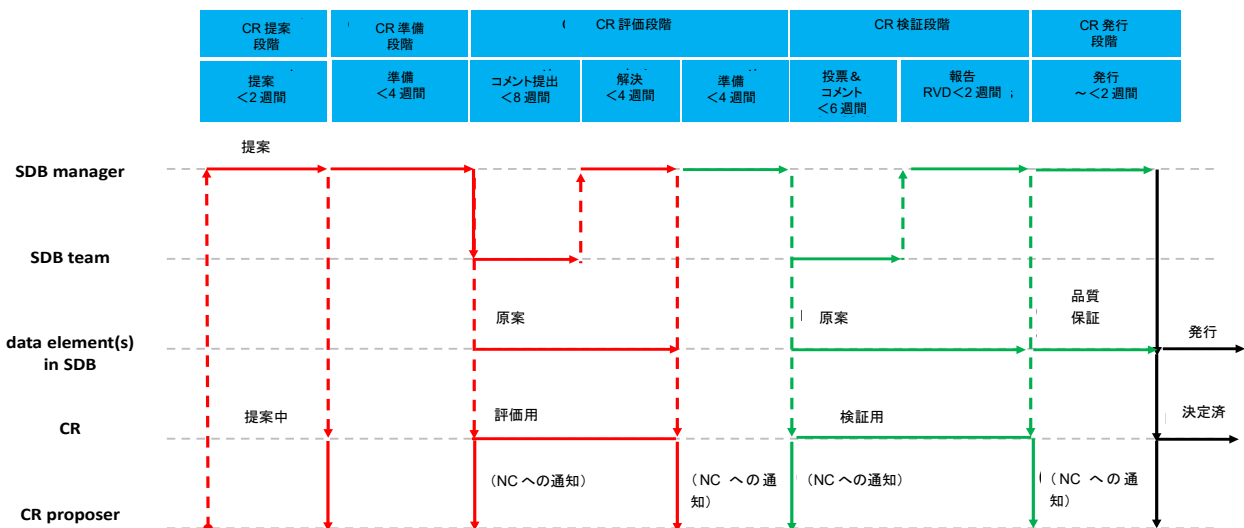 CR 提案
段階
CR 準備
段階
CR 評価段階
CR 検証段階
CR 発行
段階
提案
＜2 週間
準備
＜4 週間
コメント提出
＜8 週間
解決
＜4 週間
準備
＜4 週間
投票＆
コメント
＜6 週間
報告
RVD＜2 週間
発行
～＜2 週間
提案
SDB manager
SDB team
原案
原案
品質
保証
data element(s)
in SDB
発行
提案中
評価用
検証用
決定済
CR
（NC への通知）
（NC への通
知）
（NC への通知）
（NC への通
知）
CR proposer